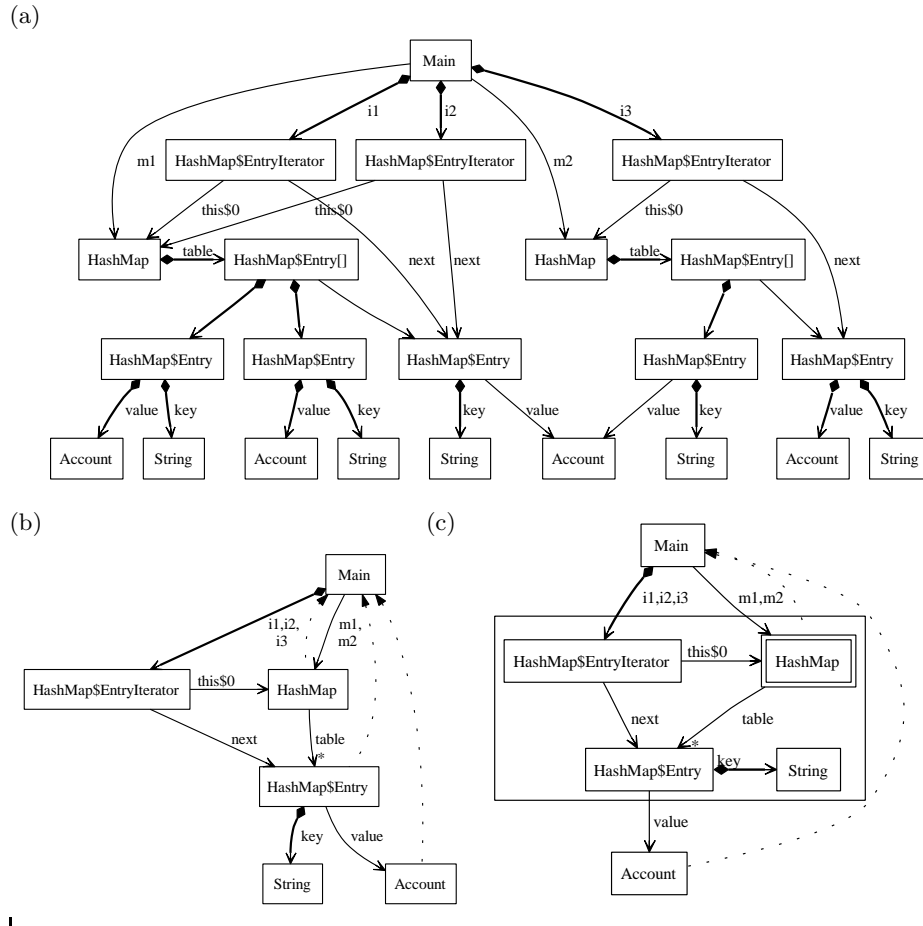 (a)
Main
i1
i2
i3
m1
HashMap$EntryIterator
HashMap$EntryIterator
m2
HashMap$EntryIterator
this$0
this$0
this$0
HashMap
table
HashMap$Entry[]
next
next
HashMap
table
HashMap$Entry[]
next
HashMap$Entry
HashMap$Entry
HashMap$Entry
HashMap$Entry
HashMap$Entry
value
key
value
key
key
value
value
key
value
key
Account
String
Account
String
String
Account
String
Account
String
(b)
Main
i1,i2,
i3
m1,
m2
HashMap$EntryIterator
this$0
HashMap
next
table
*
HashMap$Entry
key
value
String
Account
(c)
Main
i1,i2,i3
m1,m2
HashMap$EntryIterator
this$0
HashMap
next
table
*
HashMap$Entry
key
String
value
Account